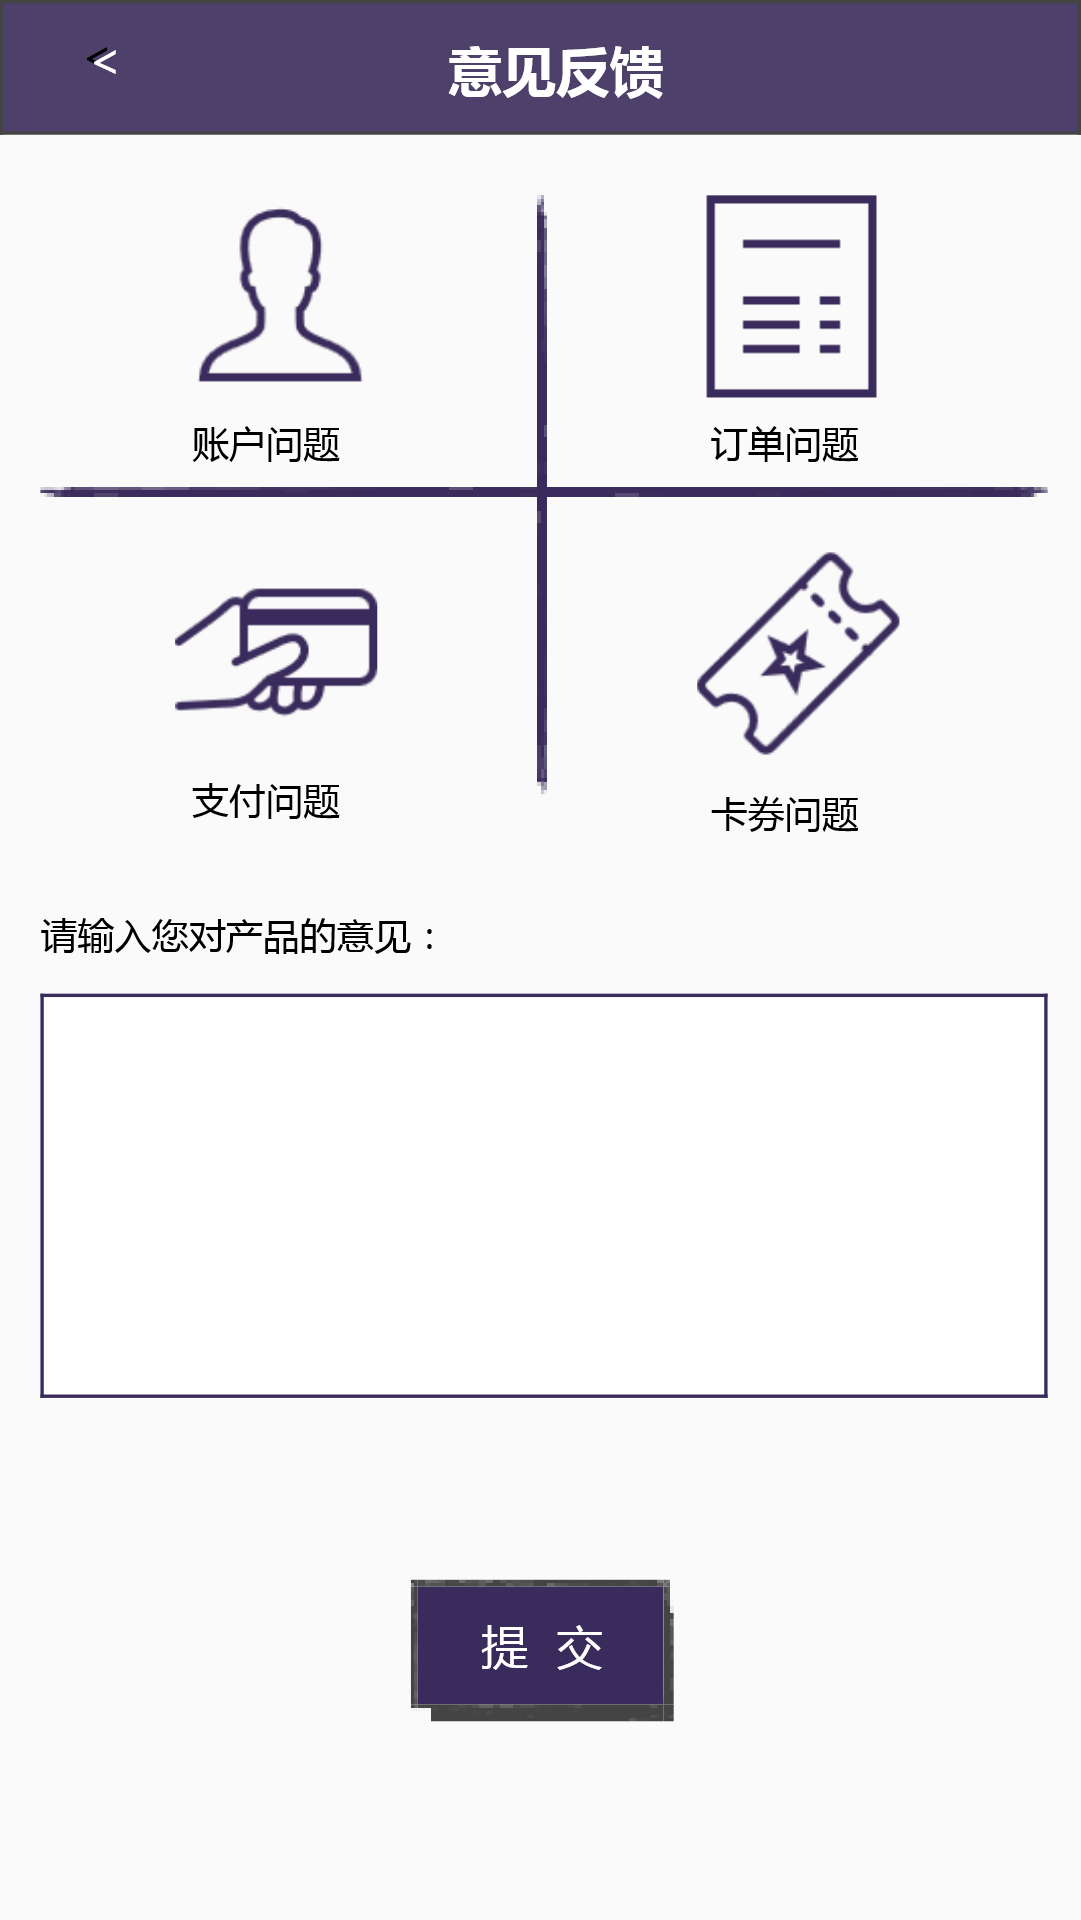 < 意见反馈
账户问题 订单问题
支付问题 卡券问题
请输入您对产品的意见：
提 交